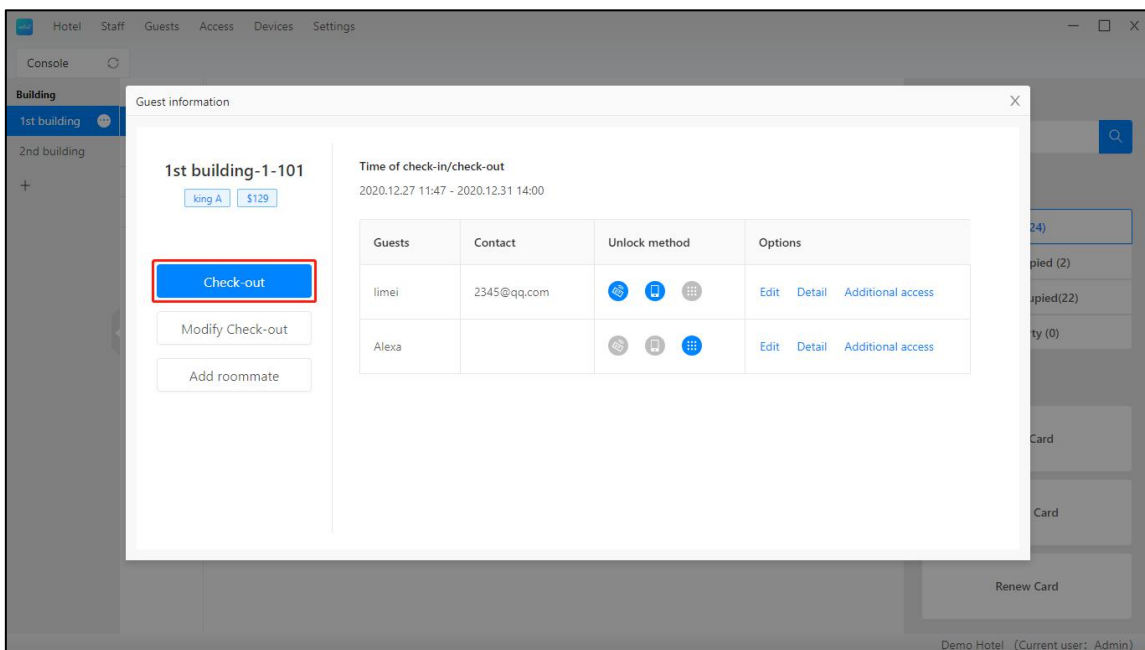 Hotel Staff Guests Access Devices Settings
Console
Building
1st building
2nd building
+
Guest information
X
1st building-1-101
king A $129
Check-out
Modify Check-out
Add roommate
Time of check-in/check-out
2020.12.27 11:47 - 2020.12.31 14:00
Guests Contact Unlock method Options
limei 2345@qq.com Edit Detail Additional access
Alexa Edit Detail Additional access
24)
pied (2)
upied(22)
ty (0)
Card
Card
Renew Card
Demo Hotel (Current user: Admin)